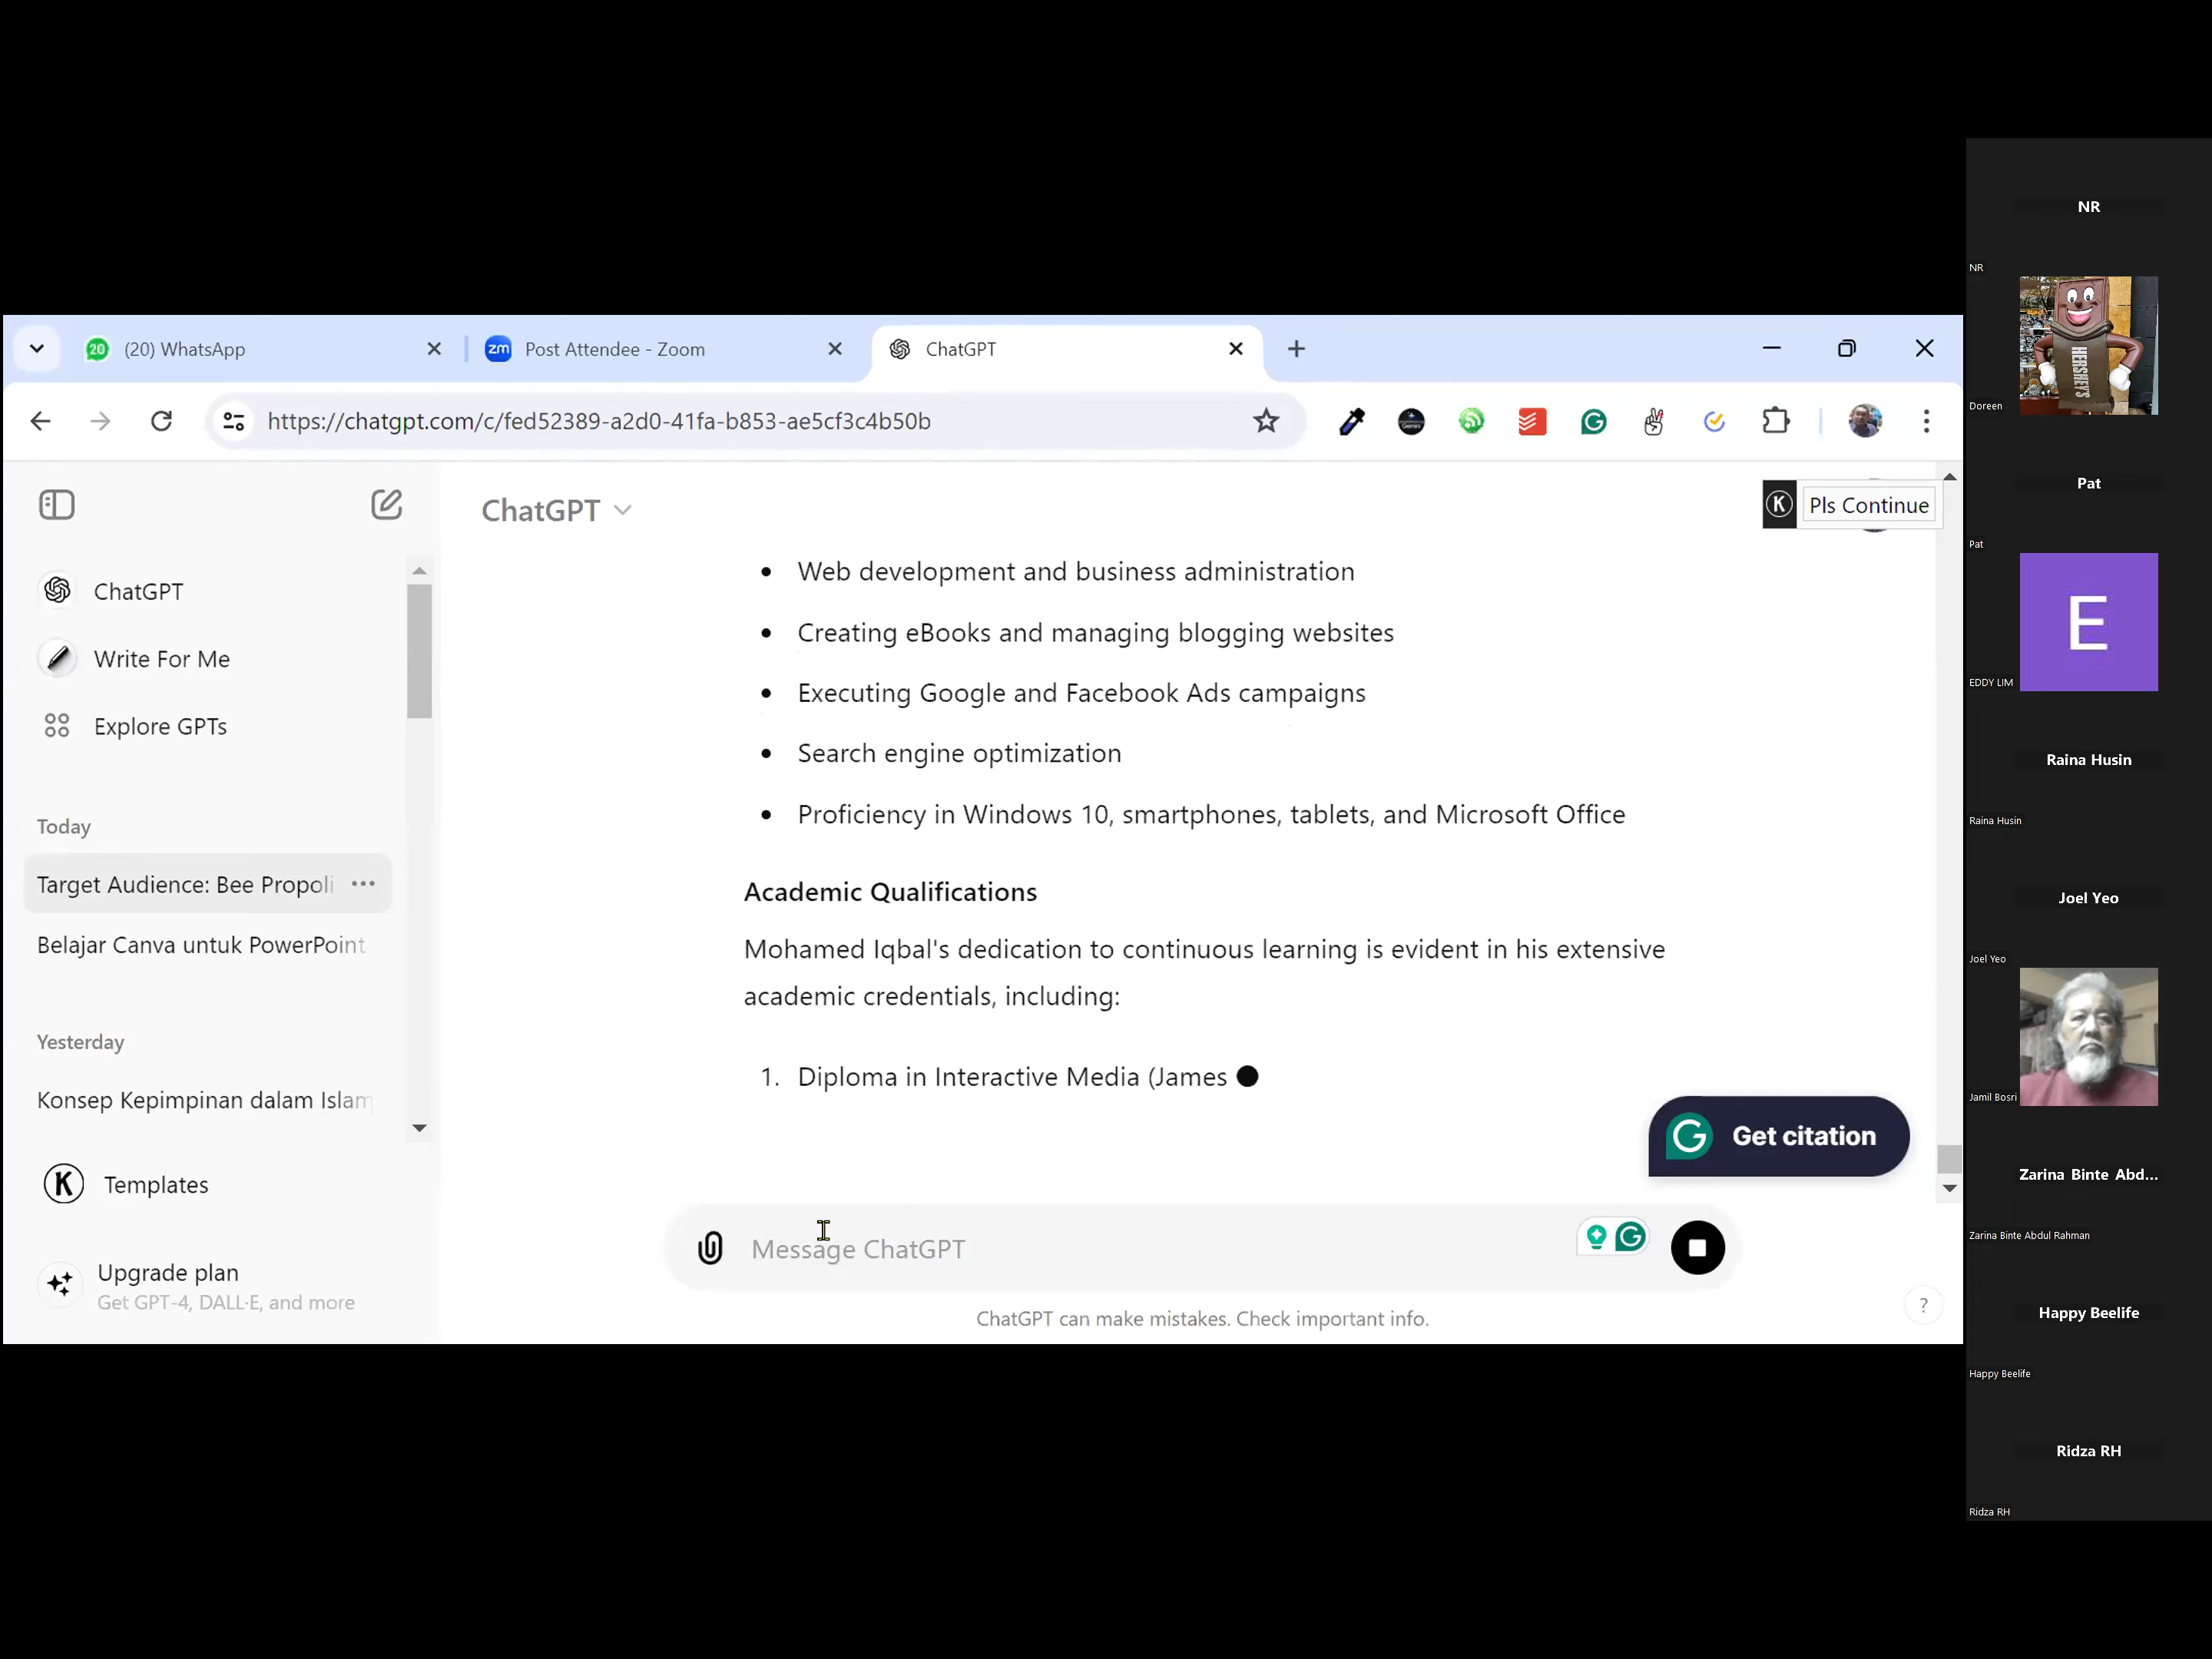 20
(20) WhatsApp
zm
Post Attendee - Zoom
ChatGPT
https://chatgpt.com/c/fed52389-a2d0-41fa-b853-ae5cf3c4b50b
ChatGPT
Write For Me
Explore GPTs
Today
Target Audience: Bee Propoli
Belajar Canva untuk PowerPoint
Yesterday
Konsep Kepimpinan dalam Islam
K
Templates
Upgrade plan
Get GPT-4, DALL·E, and more
ChatGPT
K
Pls Continue
• Web development and business administration
• Creating eBooks and managing blogging websites
• Executing Google and Facebook Ads campaigns
• Search engine optimization
• Proficiency in Windows 10, smartphones, tablets, and Microsoft Office
Academic Qualifications
Mohamed Iqbal's dedication to continuous learning is evident in his extensive
academic credentials, including:
1. Diploma in Interactive Media (James
G Get citation
Message ChatGPT
ChatGPT can make mistakes. Check important info.
?
NR
NR
HERSHEY'S
Doreen
Pat
Pat
E
EDDY LIM
Raina Husin
Raina Husin
Joel Yeo
Joel Yeo
Jamil Bosri
Zarina Binte Abd...
Zarina Binte Abdul Rahman
Happy Beelife
Happy Beelife
Ridza RH
Ridza RH